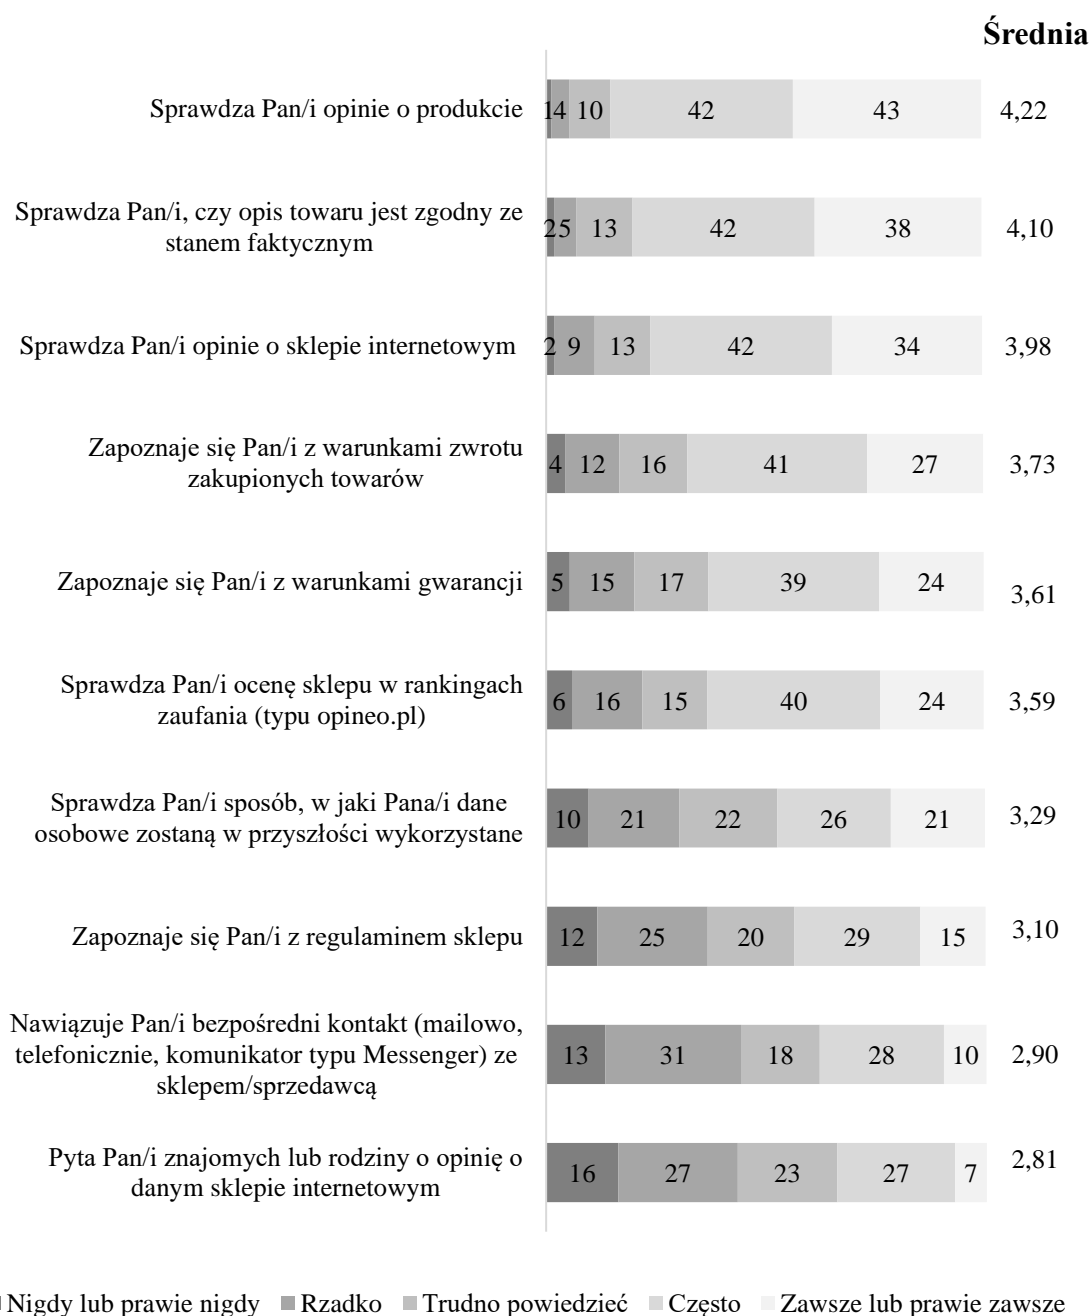 Średnia
Sprawdza Pan/i opinie o produkcie 1 4 10 42 43 4,22
Sprawdza Pan/i, czy opis towaru jest zgodny ze
stanem faktycznym 2 5 13 42 38 4,10
Sprawdza Pan/i opinie o sklepie internetowym 2 9 13 42 34 3,98
Zapoznaje się Pan/i z warunkami zwrotu
zakupionych towarów 4 12 16 41 27 3,73
Zapoznaje się Pan/i z warunkami gwarancji 5 15 17 39 24 3,61
Sprawdza Pan/i ocenę sklepu w rankingach
zaufania (typu opineo.pl) 6 16 15 40 24 3,59
Sprawdza Pan/i sposób, w jaki Pana/i dane
osobowe zostaną w przyszłości wykorzystane 10 21 22 26 21 3,29
Zapoznaje się Pan/i z regulaminem sklepu 12 25 20 29 15 3,10
Nawiązuje Pan/i bezpośredni kontakt (mailowo,
telefonicznie, komunikator typu Messenger) ze
sklepem/sprzedawcą 13 31 18 28 10 2,90
Pyta Pan/i znajomych lub rodziny o opinię o
danym sklepie internetowym 16 27 23 27 7 2,81
Nigdy lub prawie nigdy Rzadko Trudno powiedzieć Często Zawsze lub prawie zawsze